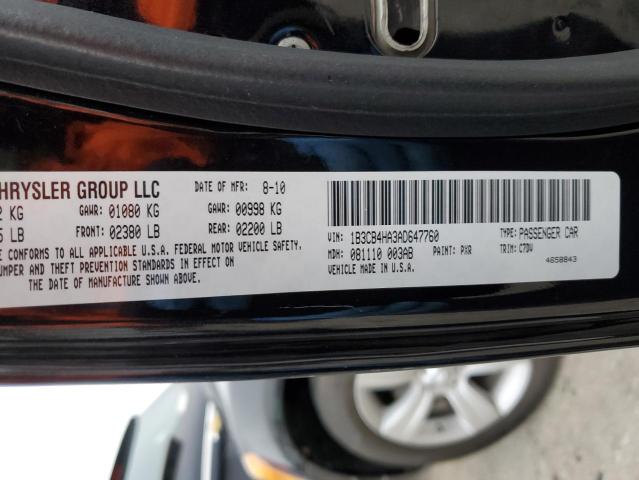 HRYSLER GROUP LLC DATE OF MFR: 8-10
KG GAWR: 01080 KG GAWR: 00998 KG
LB FRONT: 02380 LB REAR: 02200 LB
E CONFORMS TO ALL APPLICABLE U.S.A. FEDERAL MOTOR VEHICLE SAFETY,
UMPER AND THEFT PREVENTION STANDARDS IN EFFECT ON
THE DATE OF MANUFACTURE SHOWN ABOVE.
VIN: 1B3CB4HA3AD647760 TYPE: PASSENGER CAR
MDH: 081110 003AB PAINT: PXR TRIM: C7DV
VEHICLE MADE IN U.S.A. 4658843